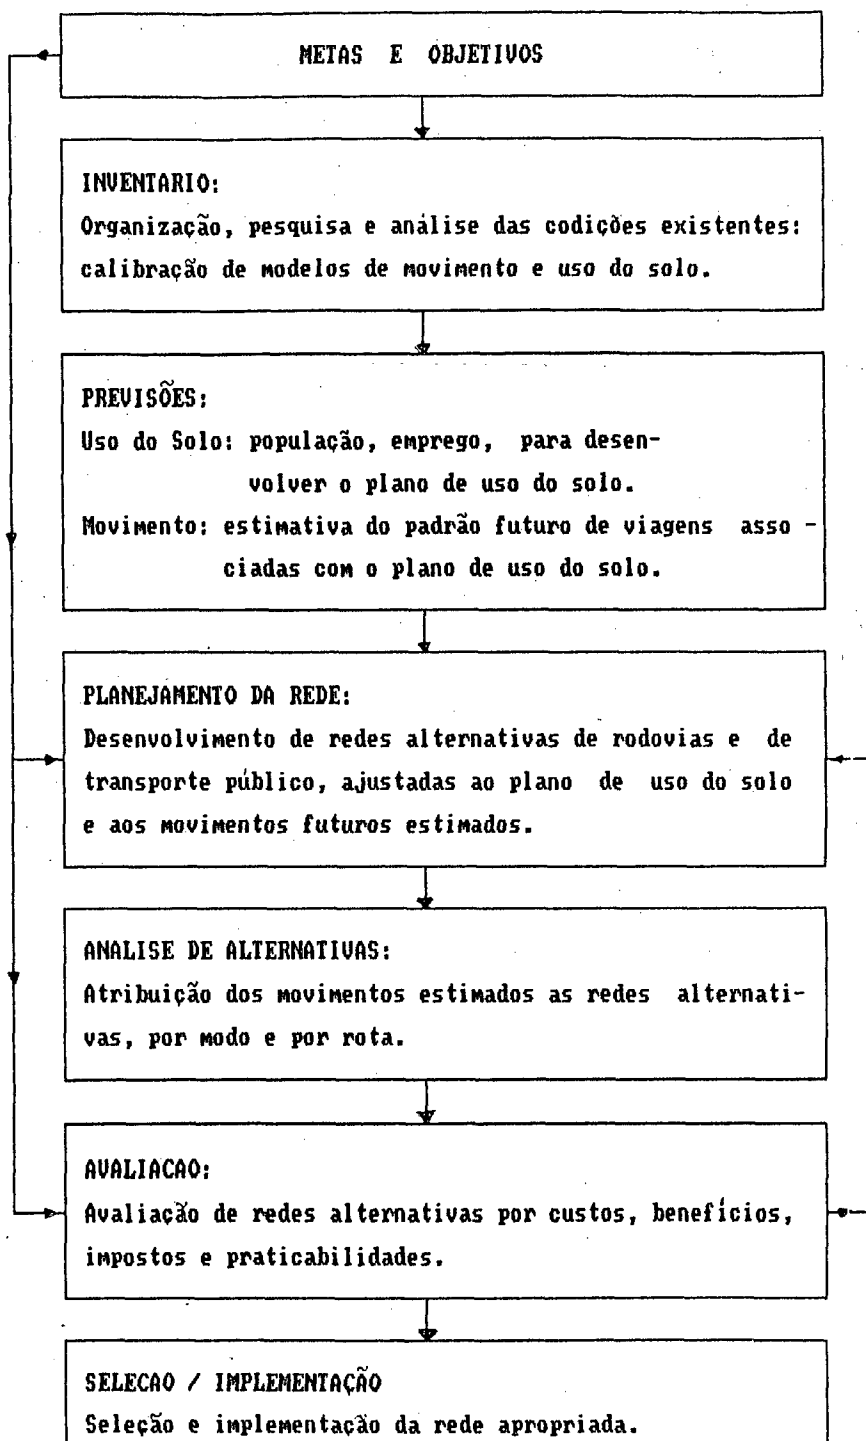 METAS E OBJETIVOS
INVENTARIO:
Organização, pesquisa e análise das codições existentes:
calibração de modelos de movimento e uso do solo.
PREVISÕES:
Uso do Solo: população, emprego, para desen-
volver o plano de uso do solo.
Movimento: estimativa do padrão futuro de viagens asso -
ciadas com o plano de uso do solo.
PLANEJAMENTO DA REDE:
Desenvolvimento de redes alternativas de rodovias e de
transporte público, ajustadas ao plano de uso do solo
e aos movimentos futuros estimados.
ANALISE DE ALTERNATIVAS:
Atribuição dos movimentos estimados as redes alternati-
vas, por modo e por rota.
AVALIACAO:
Avaliação de redes alternativas por custos, benefícios,
impostos e praticabilidades.
SELECAO / IMPLEMENTAÇÃO
Seleção e implementação da rede apropriada.